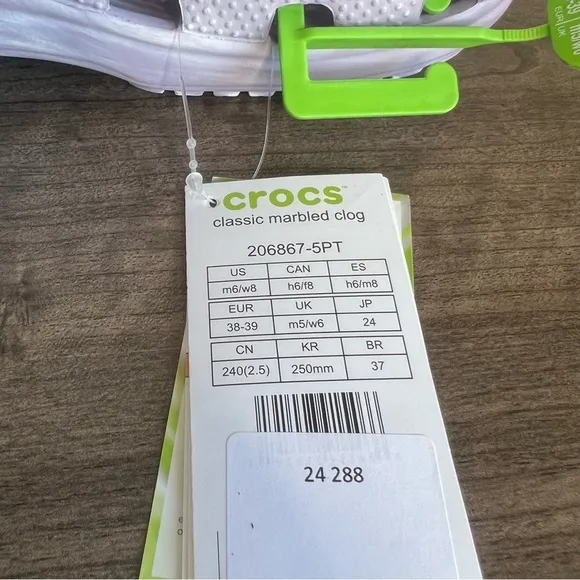 crocs™
classic marbled clog
206867-5PT
US CAN ES
m6/w8 h6/f8 h6/m8
EUR UK JP
38-39 m5/w6 24
CN KR BR
240(2.5) 250mm 37
24 288